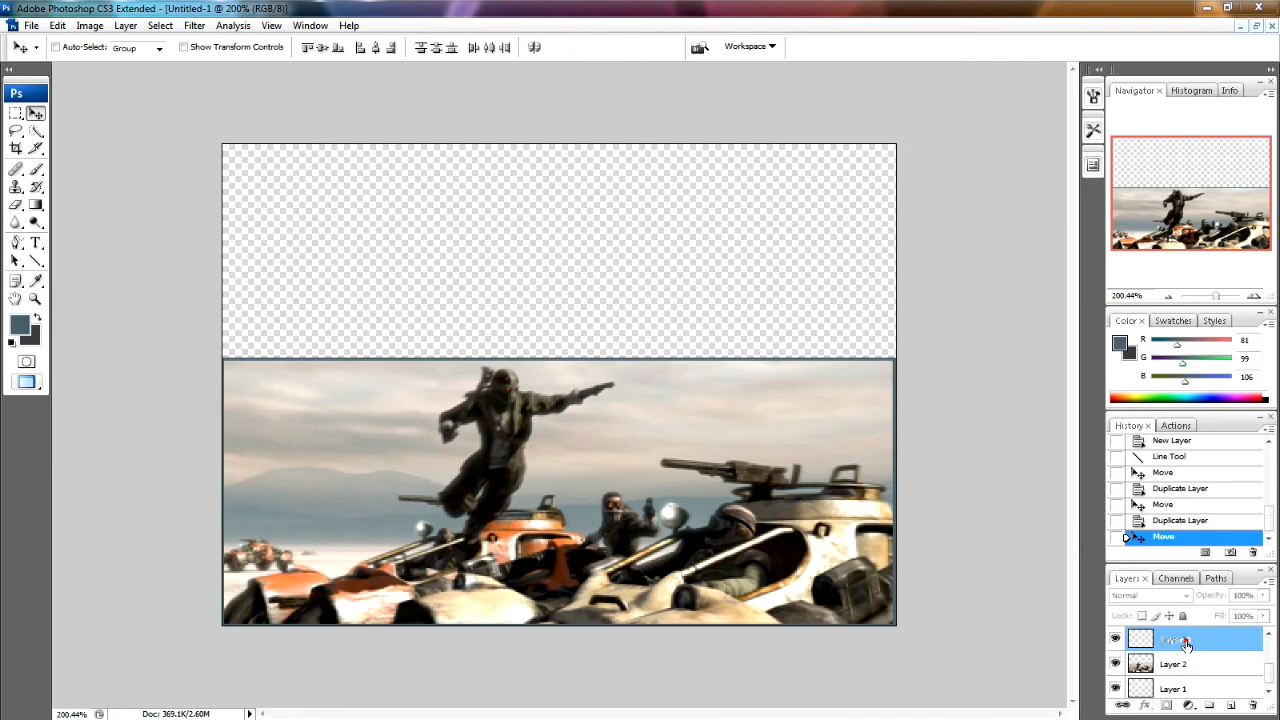 Ps Adobe Photoshop CS3 Extended - [Untitled-1 @ 200% (RGB/8)]
File Edit Image Layer Select Filter Analysis View Window Help
Auto-Select: Group Show Transform Controls Workspace
Ps
Navigator × Histogram Info
200.44%
Color × Swatches Styles
R 81
G 99
B 106
History × Actions
New Layer
Line Tool
Move
Duplicate Layer
Move
Duplicate Layer
Move
Layers × Channels Paths
Normal Opacity: 100%
Lock: Fill: 100%
Layer 2
Layer 1
200.44% Doc: 369.1K/2.60M